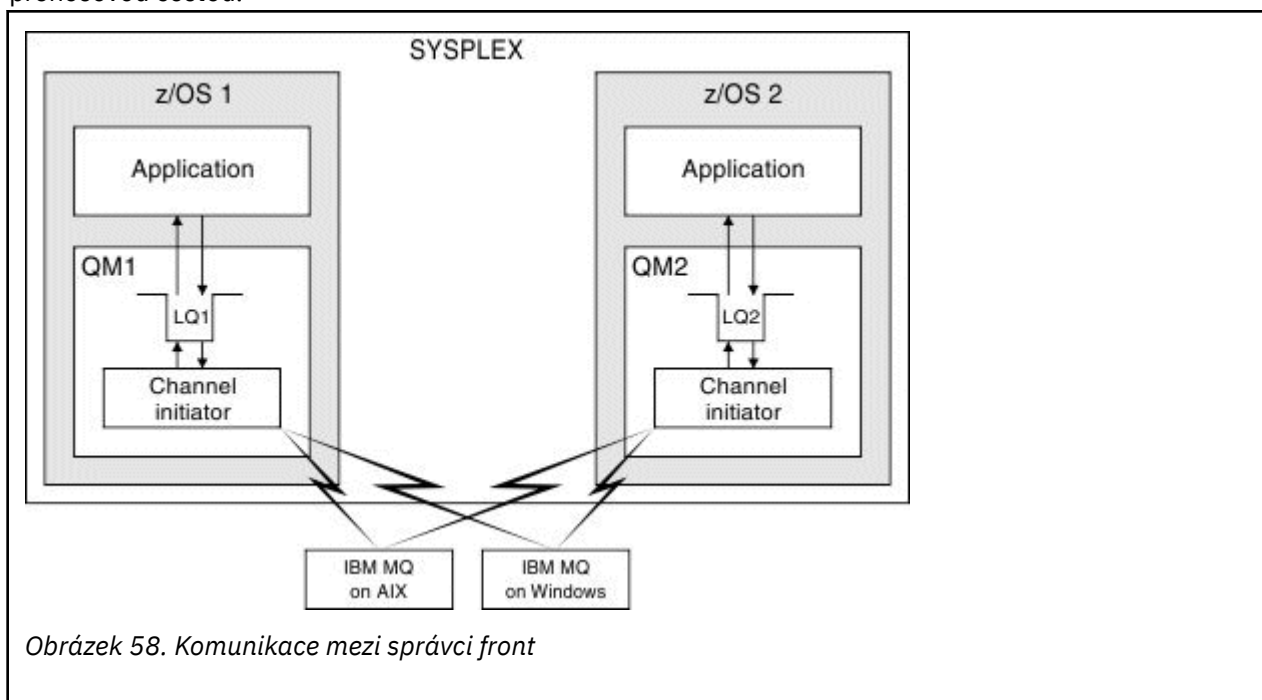 SYSPLEX
z/OS 1
Application
QM1
LQ1
Channel
initiator
z/OS 2
Application
QM2
LQ2
Channel
initiator
IBM MQ
on AIX
IBM MQ
on Windows
Obrázek 58. Komunikace mezi správci front